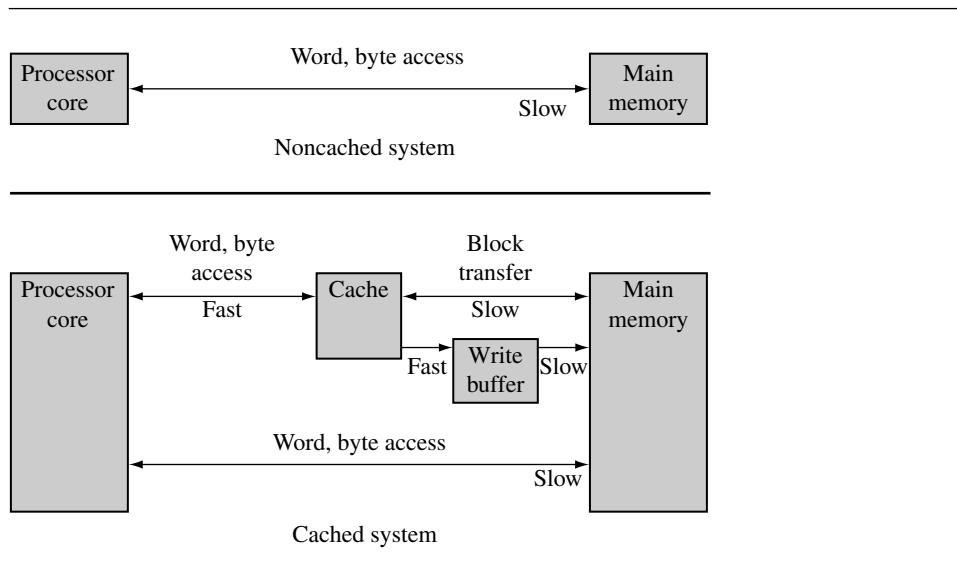 Word, byte access
Processor
core
Main
memory
Slow
Noncached system
Word, byte
access
Block
transfer
Processor
core
Fast
Cache
Slow
Main
memory
Fast
Write
buffer
Slow
Word, byte access
Slow
Cached system